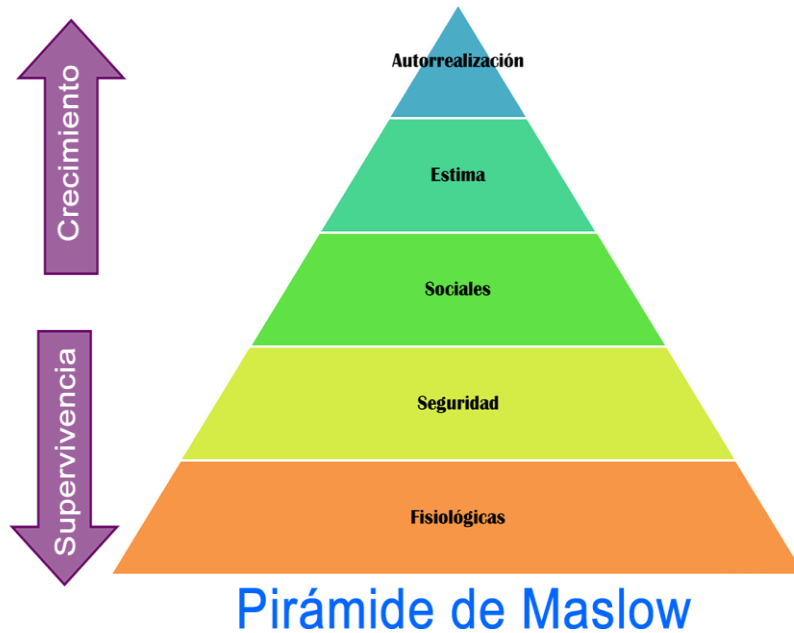 Crecimiento
Supervivencia
Autorrealización
Estima
Sociales
Seguridad
Fisiológicas
Pirámide de Maslow